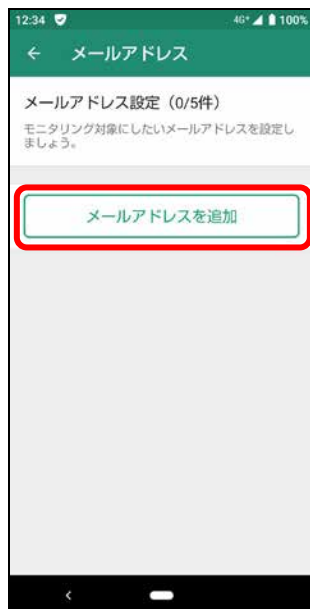 12:34 4G+ 100%
← メールアドレス
メールアドレス設定（0/5件）
モニタリング対象にしたいメールアドレスを設定し
ましょう。
メールアドレスを追加